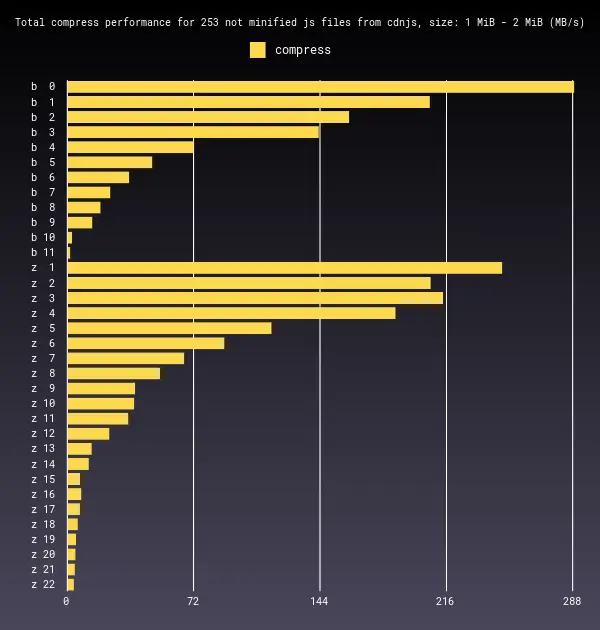 Total compress performance for 253 not minified js files from cdnjs, size: 1 MiB - 2 MiB (MB/s)
compress
b 0
b 1
b 2
b 3
b 4
b 5
b 6
b 7
b 8
b 9
b 10
b 11
z 1
z 2
z 3
z 4
z 5
z 6
z 7
z 8
z 9
z 10
z 11
z 12
z 13
z 14
z 15
z 16
z 17
z 18
z 19
z 20
z 21
z 22
0 72 144 216 288